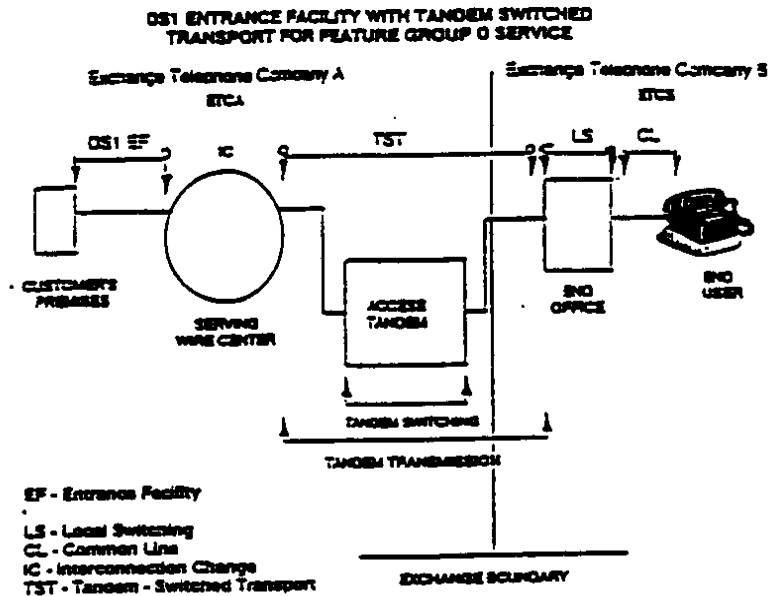 DS1 ENTRANCE FACILITY WITH TANDEM SWITCHED
TRANSPORT FOR FEATURE GROUP D SERVICE
Exchange Telephone Company A
ETCA
Exchange Telephone Company B
ETCB
DS1 EF
IC
TST
LS
CL
CUSTOMER'S
PREMISES
SERVING
WIRE CENTER
ACCESS
TANDEM
END
OFFICE
END
USER
TANDEM SWITCHING
TANDEM TRANSMISSION
EF - Entrance Facility
LS - Local Switching
CL - Common Line
IC - Interconnection Change
TST - Tandem - Switched Transport
EXCHANGE BOUNDARY